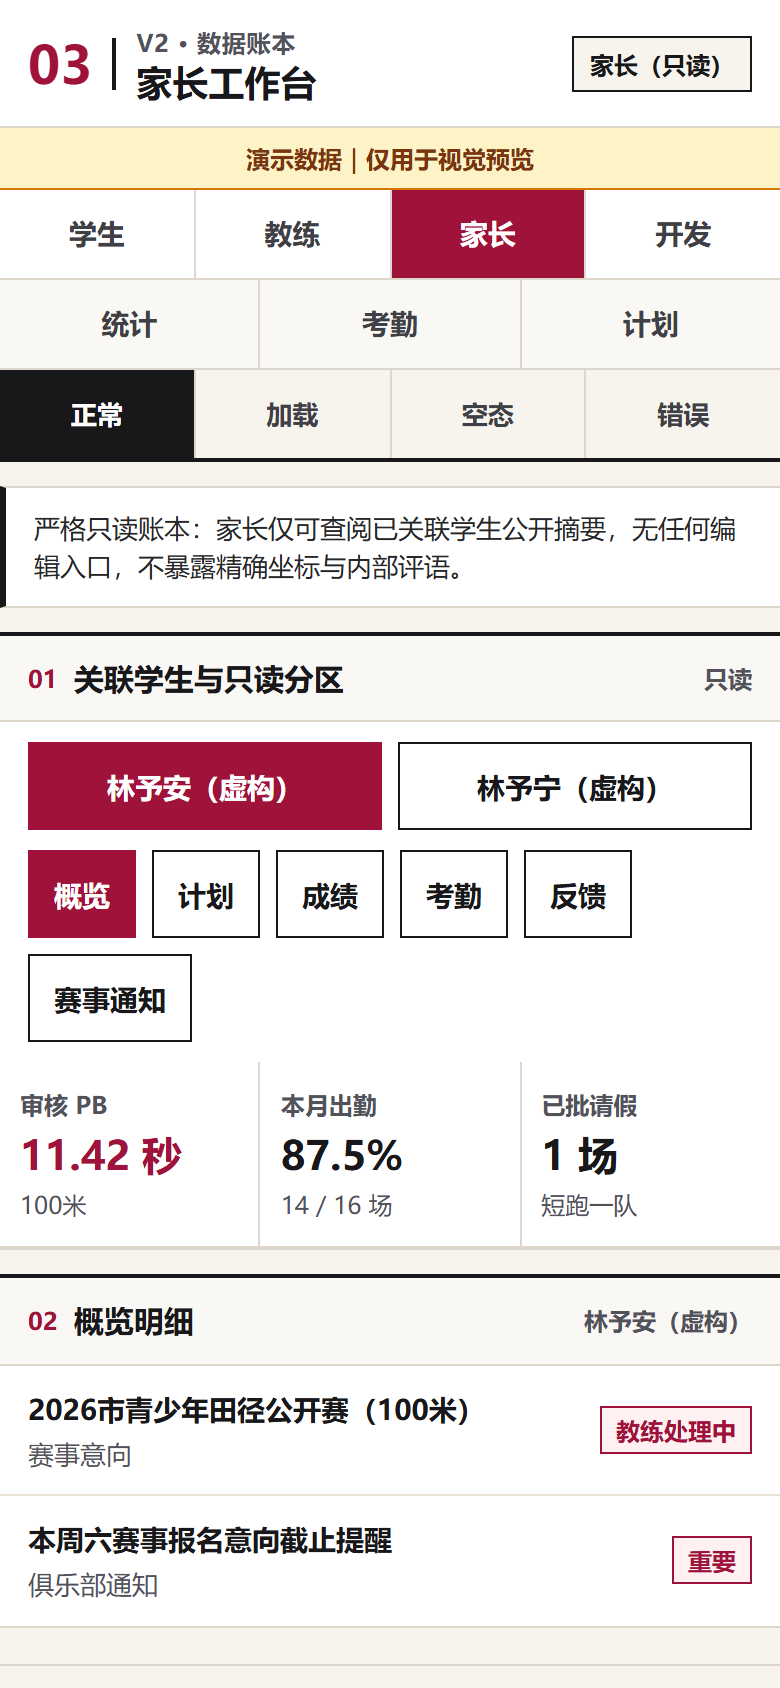 03
V2 · 数据账本
家长工作台
家长（只读）
演示数据｜仅用于视觉预览
学生 教练 家长 开发
统计 考勤 计划
正常 加载 空态 错误
严格只读账本：家长仅可查阅已关联学生公开摘要，无任何编
辑入口，不暴露精确坐标与内部评语。
01 关联学生与只读分区 只读
林予安（虚构） 林予宁（虚构）
概览 计划 成绩 考勤 反馈
赛事通知
审核 PB 本月出勤 已批请假
11.42 秒 87.5% 1 场
100米 14 / 16 场 短跑一队
02 概览明细 林予安（虚构）
2026市青少年田径公开赛（100米）
赛事意向
教练处理中
本周六赛事报名意向截止提醒
俱乐部通知
重要